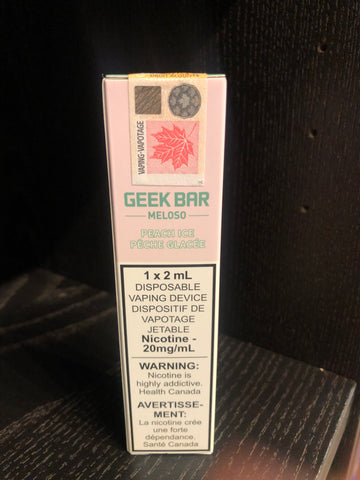 VAPING•VAPOTAGE
GEEK BAR
MELOSO
PEACH ICE
PÊCHE GLACÉE
1 x 2 mL
DISPOSABLE
VAPING DEVICE
DISPOSITIF DE
VAPOTAGE
JETABLE
Nicotine -
20mg/mL
WARNING:
Nicotine is
highly addictive.
Health Canada
AVERTISSE-
MENT:
La nicotine crée
une forte
dépendance.
Santé Canada